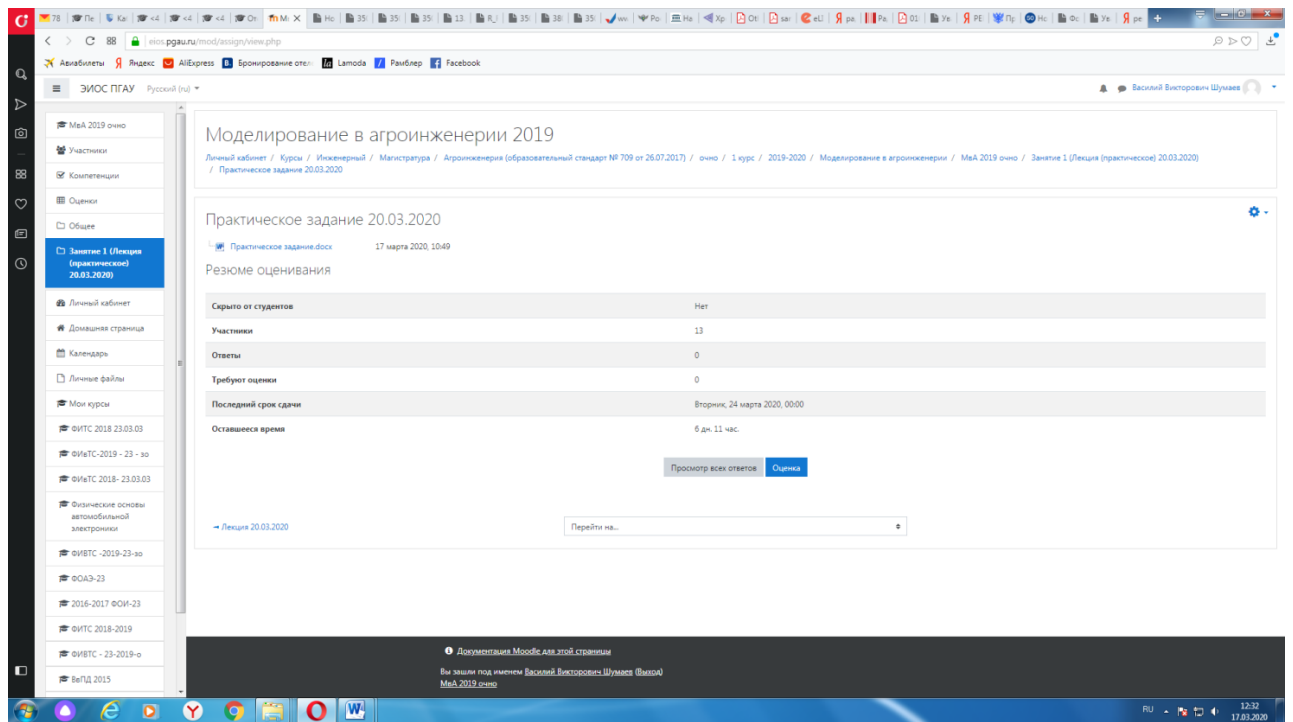 78
eios.pgau.ru/mod/assign/view.php
Авиабилеты Яндекс AliExpress Бронирование отел Lamoda Рамблер Facebook
ЭИОС ПГАУ Русский (ru)
Василий Викторович Шумаев
МвА 2019 очно
Участники
Компетенции
Оценки
Общее
Занятие 1 (Лекция
(практическое)
20.03.2020)
Личный кабинет
Домашняя страница
Календарь
Личные файлы
Мои курсы
ФИТС 2018 23.03.03
ФИвТС-2019 - 23 - зо
ФИвТС 2018- 23.03.03
Физические основы
автомобильной
электроники
ФИВТС -2019-23-зо
ФОАЭ-23
2016-2017 ФОИ-23
ФИТС 2018-2019
ФИВТС - 23-2019-о
ВвПД 2015
Моделирование в агроинженерии 2019
Личный кабинет / Курсы / Инженерный / Магистратура / Агроинженерия (образовательный стандарт № 709 от 26.07.2017) / очно / 1 курс / 2019-2020 / Моделирование в агроинженерии / МвА 2019 очно / Занятие 1 (Лекция (практическое) 20.03.2020)
/ Практическое задание 20.03.2020
Практическое задание 20.03.2020
Практическое задание.docx 17 марта 2020, 10:49
Резюме оценивания
Скрыто от студентов Нет
Участники 13
Ответы 0
Требуют оценки 0
Последний срок сдачи Вторник, 24 марта 2020, 00:00
Оставшееся время 6 дн. 11 час.
Просмотр всех ответов Оценка
→ Лекция 20.03.2020 Перейти на...
Документация Moodle для этой страницы
Вы зашли под именем Василий Викторович Шумаев (Выход)
МвА 2019 очно
RU 12:32
17.03.2020